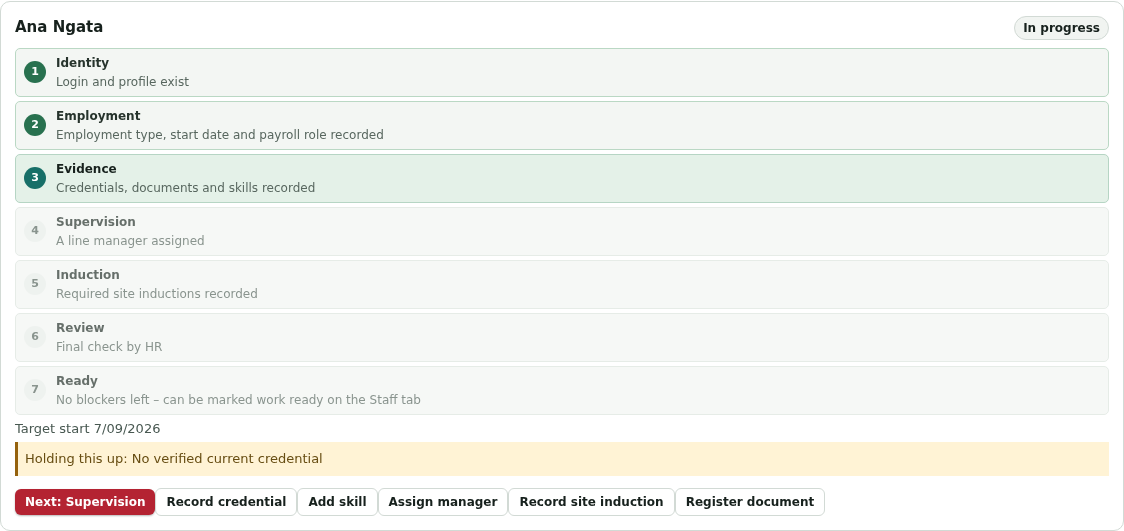 Ana Ngata
In progress
1
Identity
Login and profile exist
2
Employment
Employment type, start date and payroll role recorded
3
Evidence
Credentials, documents and skills recorded
4
Supervision
A line manager assigned
5
Induction
Required site inductions recorded
6
Review
Final check by HR
7
Ready
No blockers left – can be marked work ready on the Staff tab
Target start 7/09/2026
Holding this up: No verified current credential
Next: Supervision Record credential Add skill Assign manager Record site induction Register document